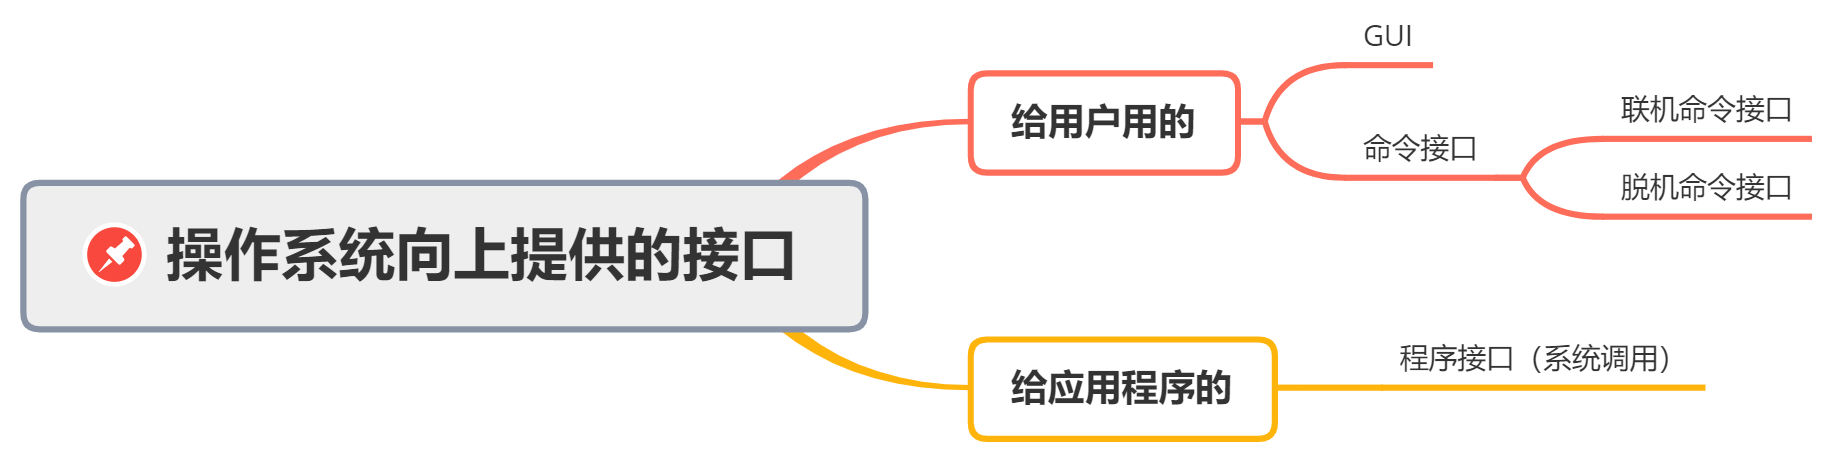 操作系统向上提供的接口
给用户用的
GUI
命令接口
联机命令接口
脱机命令接口
给应用程序的
程序接口（系统调用）